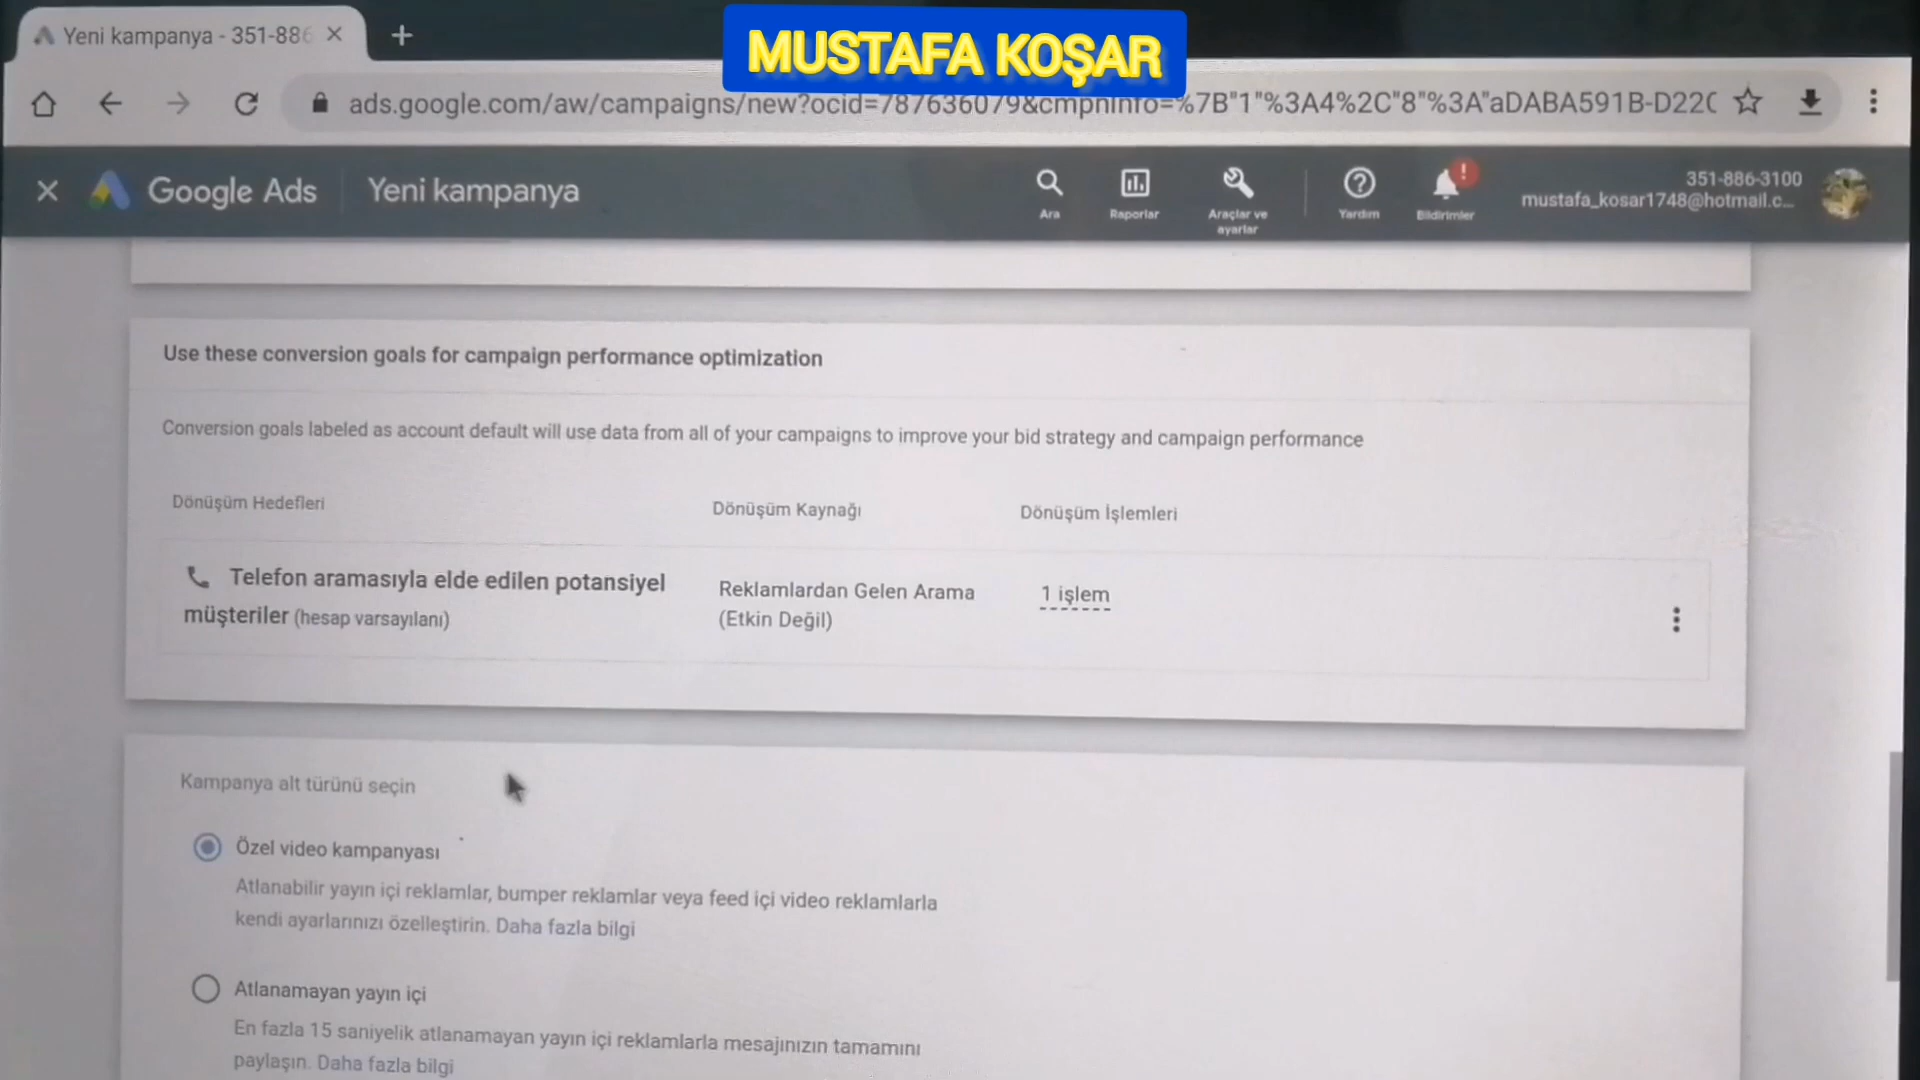 Yeni kampanya - 351-886
MUSTAFA KOŞAR
ads.google.com/aw/campaigns/new?ocid=787636079&cmpnInfo=%7B"1"%3A4%2C"8"%3A"aDABA591B-D22C
Google Ads
Yeni kampanya
Ara
Raporlar
Araçlar ve
ayarlar
Yardım
Bildirimler
351-886-3100
mustafa_kosar1748@hotmail.c...
Use these conversion goals for campaign performance optimization
Conversion goals labeled as account default will use data from all of your campaigns to improve your bid strategy and campaign performance
Dönüşüm Hedefleri
Dönüşüm Kaynağı
Dönüşüm İşlemleri
Telefon aramasıyla elde edilen potansiyel
müşteriler (hesap varsayılanı)
Reklamlardan Gelen Arama
(Etkin Değil)
1 işlem
Kampanya alt türünü seçin
Özel video kampanyası
Atlanabilir yayın içi reklamlar, bumper reklamlar veya feed içi video reklamlarla
kendi ayarlarınızı özelleştirin. Daha fazla bilgi
Atlanamayan yayın içi
En fazla 15 saniyelik atlanamayan yayın içi reklamlarla mesajınızın tamamını
paylaşın. Daha fazla bilgi